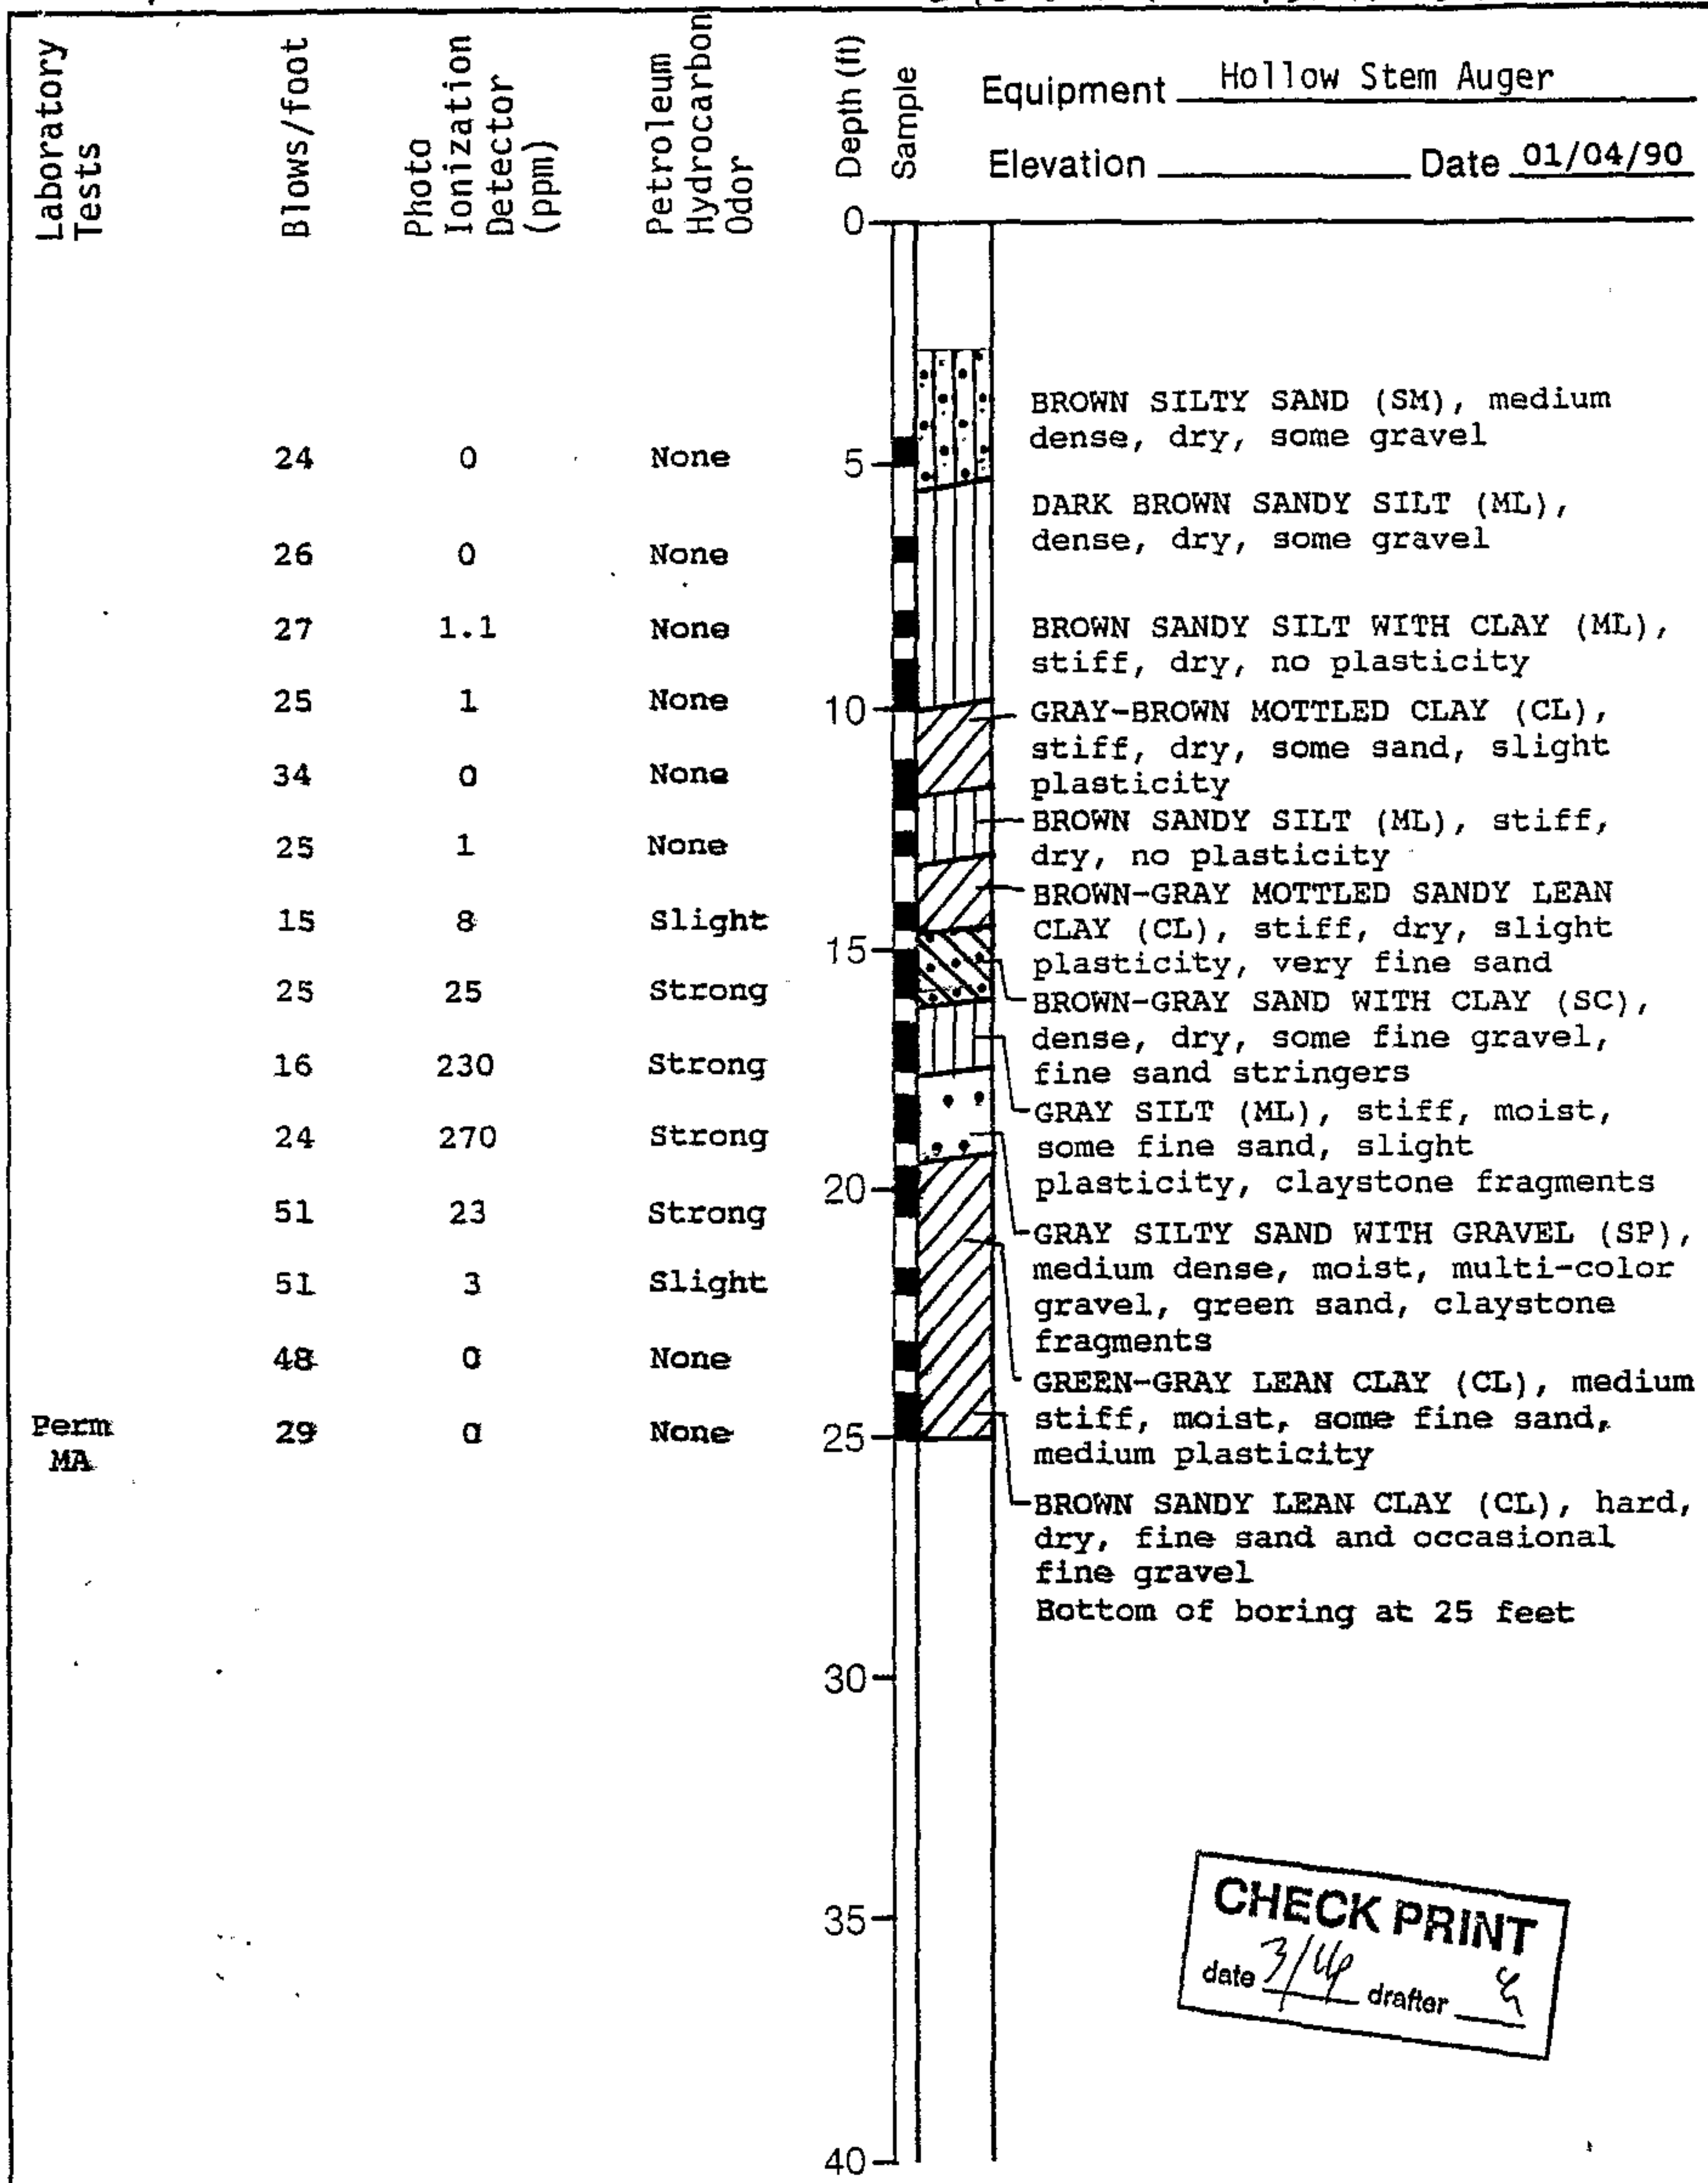 Laboratory
Tests
Blows/foot
Photo
Ionization
Detector
(ppm)
Petroleum
Hydrocarbon
Odor
Depth (ft)
Sample
Equipment Hollow Stem Auger
Elevation Date 01/04/90
0
BROWN SILTY SAND (SM), medium
dense, dry, some gravel
24 0 None 5
DARK BROWN SANDY SILT (ML),
dense, dry, some gravel
26 0 None
27 1.1 None
BROWN SANDY SILT WITH CLAY (ML),
stiff, dry, no plasticity
25 1 None 10
GRAY-BROWN MOTTLED CLAY (CL),
stiff, dry, some sand, slight
plasticity
34 0 None
BROWN SANDY SILT (ML), stiff,
dry, no plasticity
25 1 None
BROWN-GRAY MOTTLED SANDY LEAN
CLAY (CL), stiff, dry, slight
plasticity, very fine sand
15 8 Slight
15
BROWN-GRAY SAND WITH CLAY (SC),
dense, dry, some fine gravel,
fine sand stringers
25 25 Strong
16 230 Strong
GRAY SILT (ML), stiff, moist,
some fine sand, slight
plasticity, claystone fragments
24 270 Strong
20
51 23 Strong
GRAY SILTY SAND WITH GRAVEL (SP),
medium dense, moist, multi-color
gravel, green sand, claystone
fragments
51 3 Slight
48 0 None
GREEN-GRAY LEAN CLAY (CL), medium
stiff, moist, some fine sand,
medium plasticity
Perm 29 0 None 25
MA
BROWN SANDY LEAN CLAY (CL), hard,
dry, fine sand and occasional
fine gravel
Bottom of boring at 25 feet
30
35
40
CHECK PRINT
date 3/14 drafter